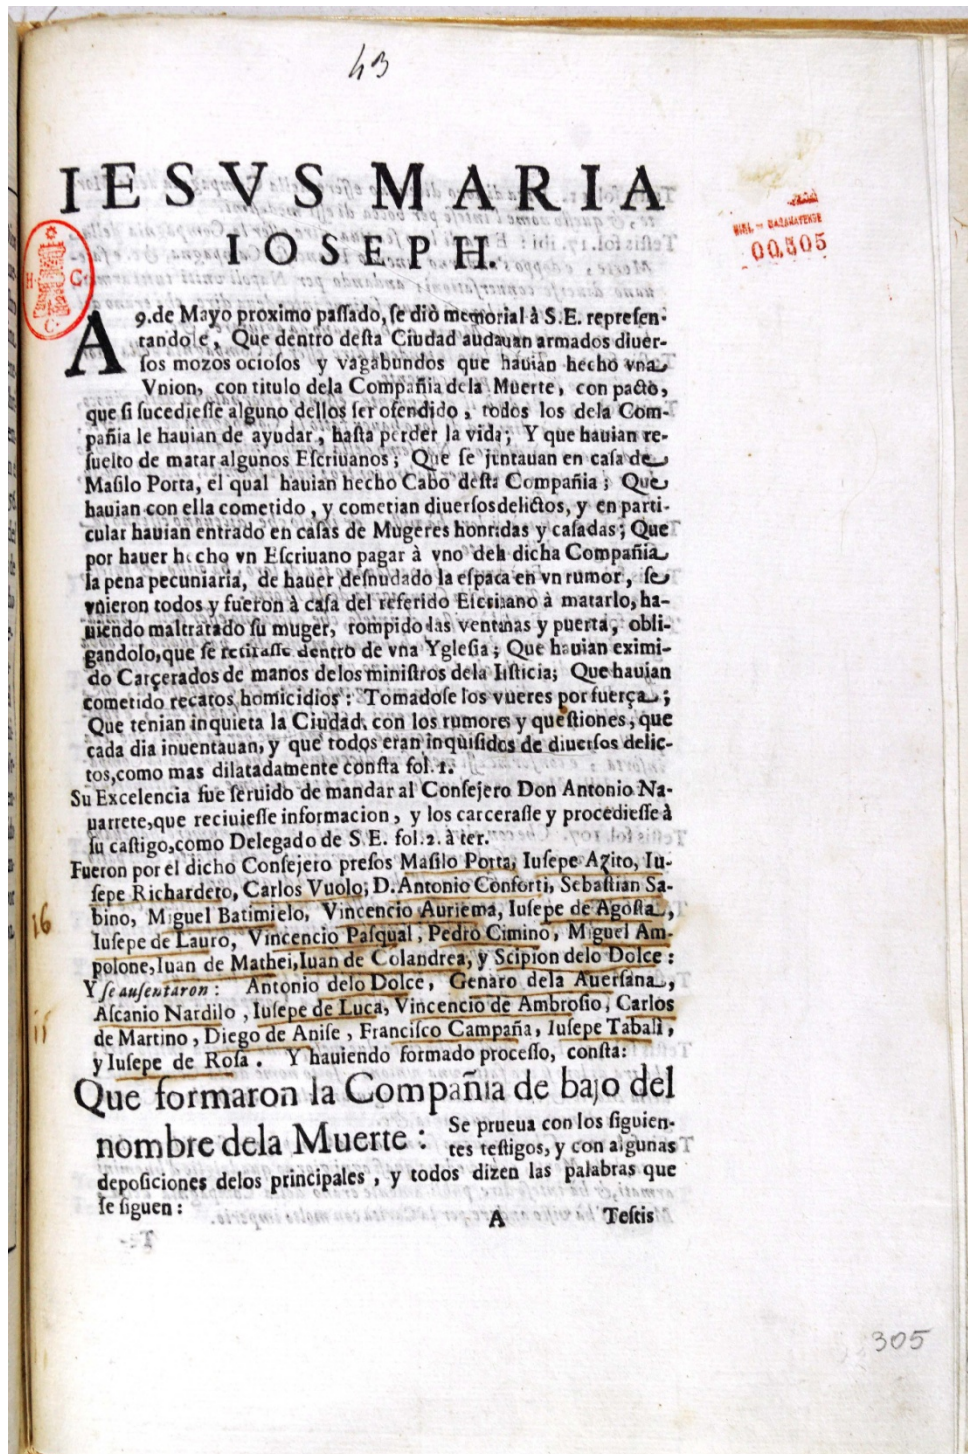 43
IESVS MARIA
IOSEPH.
H. C. C.
00,305
A 9. de Mayo proximo passado, se diò memorial à S.E. represen-
tandole, Que dentro desta Ciudad audauan armados diuer-
sos mozos ociosos y vagabundos que hauian hecho vna
Vnion, con titulo dela Compañia dela Muerte, con pacto,
que si sucediesse alguno dellos ser ofendido, todos los dela Com-
pañia le hauian de ayudar, hasta perder la vida; Y que hauian re-
suelto de matar algunos Escriuanos; Que se juntauan en casa de
Masilo Porta, el qual hauian hecho Cabo desta Compañia; Que
hauian con ella cometido, y cometian diuersos delictos, y en parti-
cular hauian entrado en casas de Mugeres honradas y casadas; Que
por hauer hecho vn Escriuano pagar à vno dela dicha Compañia
la pena pecuniaria, de hauer desnudado la espaca en vn rumor, se
vnieron todos y fueron à casa del referido Escriuano à matarlo, ha-
uiendo maltratado su muger, rompido las ventanas y puerta, obli-
gandolo, que se retirasse dentro de vna Yglesia; Que hauian eximi-
do Carçerados de manos delos ministros dela Iusticia; Que hauian
cometido recatos homicidios: Tomadose los vueres por fuerça;
Que tenian inquieta la Ciudad con los rumores y questiones, que
cada dia inuentauan, y que todos eran inquisidos de diuersos delic-
tos, como mas dilatadamente consta fol. 1.
Su Excelencia fue seruido de mandar al Consejero Don Antonio Na-
uarrete, que reciuiesse informacion, y los carcerasse y procediesse à
su castigo, como Delegado de S.E. fol. 2. à ter.
Fueron por el dicho Consejero presos Masilo Porta, Iusepe Azito, Iu-
sepe Richardeto, Carlos Vuolo; D. Antonio Conforti, Sebastian Sa-
bino, Miguel Batimielo, Vincencio Auriema, Iusepe de Agosta,
16
Iusepe de Lauro, Vincencio Pasqual, Pedro Cimino, Miguel Am-
polone, Iuan de Mathei, Iuan de Colandrea, y Scipion delo Dolce:
Y se ausentaron: Antonio delo Dolce, Genaro dela Auersana,
Ascanio Nardilo, Iusepe de Luca, Vincencio de Ambrosio, Carlos
11
de Martino, Diego de Anise, Francisco Campaña, Iusepe Tabali,
y Iusepe de Rosa. Y hauiendo formado processo, consta:
Que formaron la Compañia de bajo del
nombre dela Muerte: Se prueua con los siguien-
tes testigos, y con algunas
deposiciones delos principales, y todos dizen las palabras que
se siguen:
A Testis
305